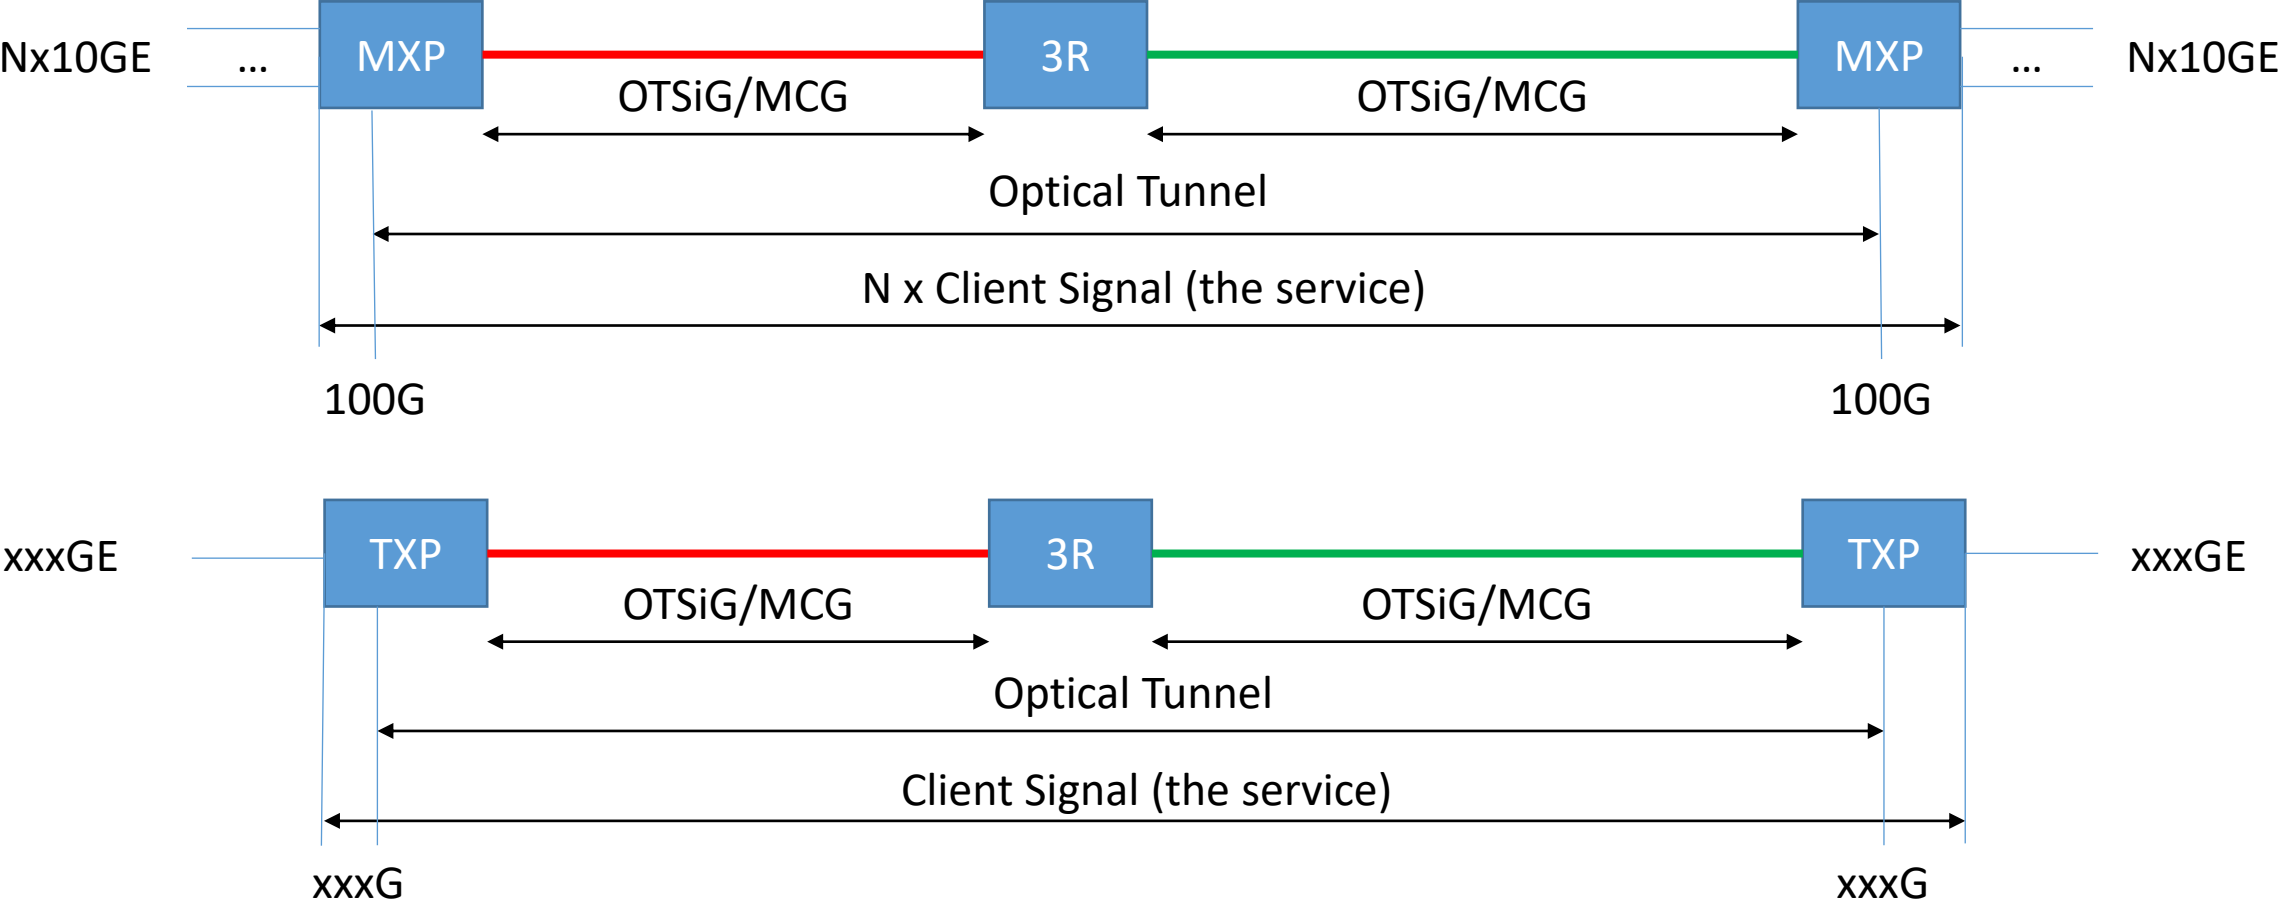 Nx10GE ... MXP 3R MXP ... Nx10GE
OTSiG/MCG OTSiG/MCG
Optical Tunnel
N x Client Signal (the service)
100G 100G
xxxGE TXP 3R TXP xxxGE
OTSiG/MCG OTSiG/MCG
Optical Tunnel
Client Signal (the service)
xxxG xxxG